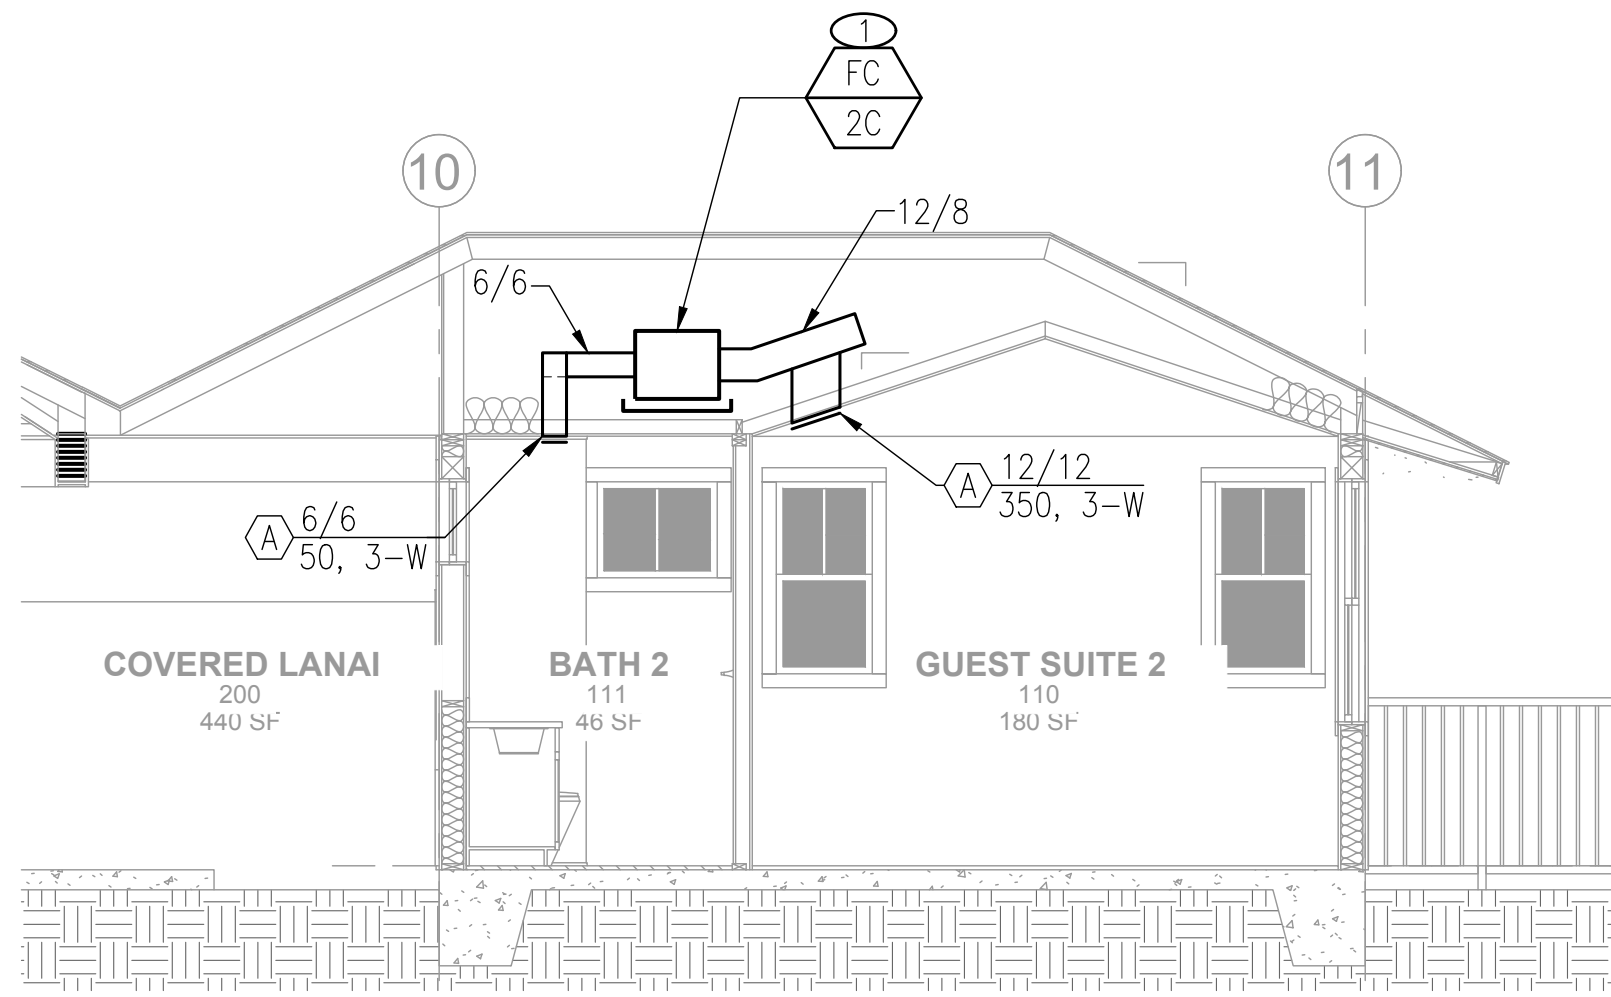 1
FC
2C
10
11
12/8
6/6
A
12/12
350, 3-W
A
6/6
50, 3-W
COVERED LANAI
200
440 SF
BATH 2
111
46 SF
GUEST SUITE 2
110
180 SF